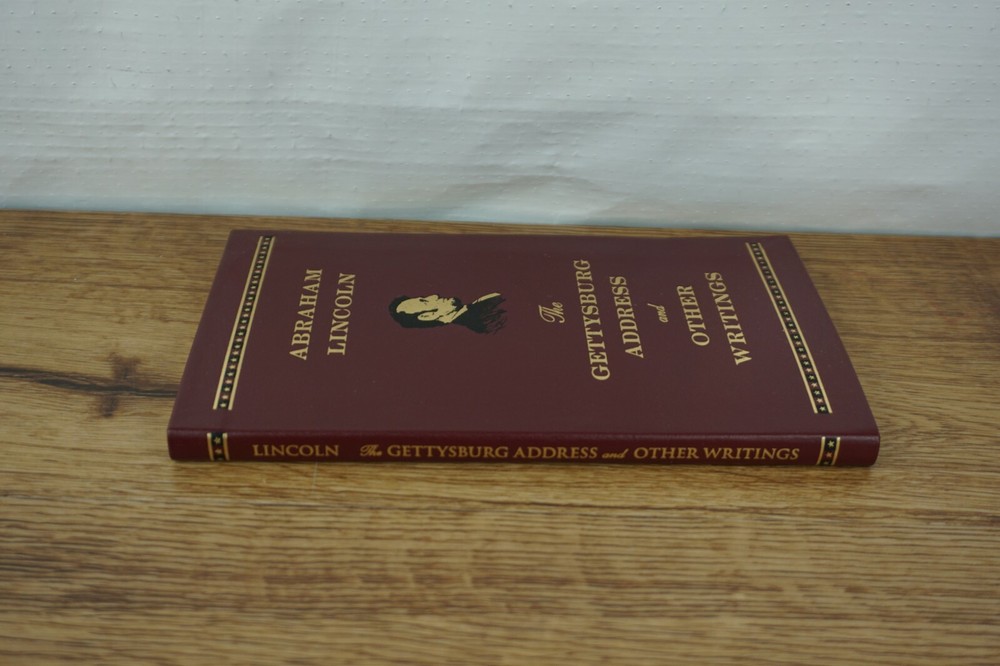 ABRAHAM
LINCOLN
The
GETTYSBURG
ADDRESS
and
OTHER
WRITINGS
LINCOLN The GETTYSBURG ADDRESS and OTHER WRITINGS